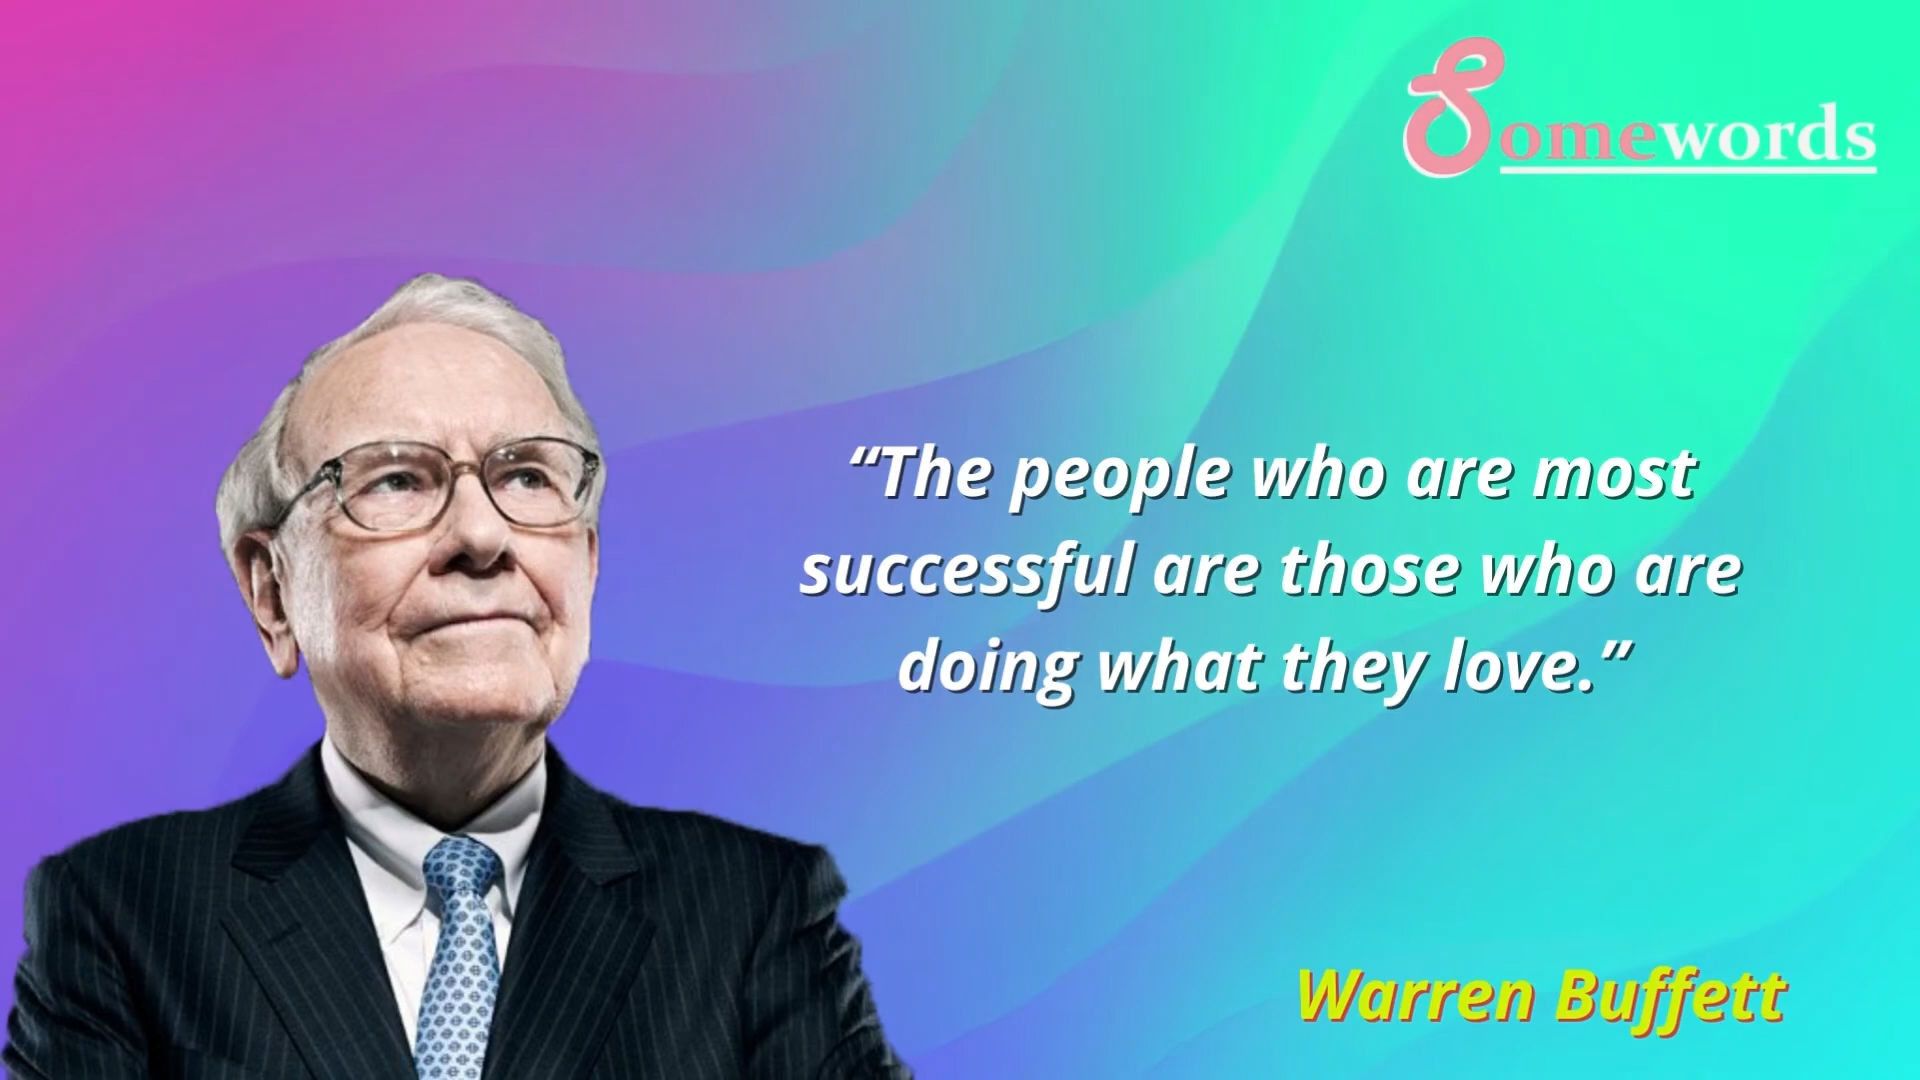 Somewords
“The people who are most
successful are those who are
doing what they love.”
Warren Buffett